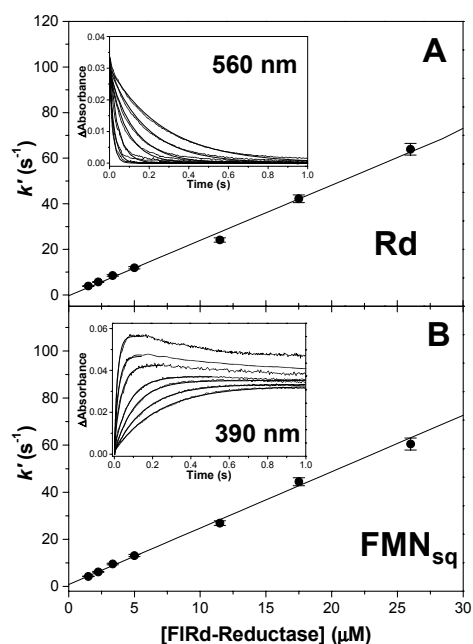 120
100
80
60
40
20
0
k' (s⁻¹)
A
Rd
0.04
0.03
0.02
0.01
0.00
ΔAbsorbance
560 nm
0.0 0.2 0.4 0.6 0.8 1.0
Time (s)
100
80
60
40
20
0
k' (s⁻¹)
B
FMNsq
0.06
0.04
0.02
0.00
ΔAbsorbance
390 nm
0.0 0.2 0.4 0.6 0.8 1.0
Time (s)
0 5 10 15 20 25 30
[FlRd-Reductase] (μM)